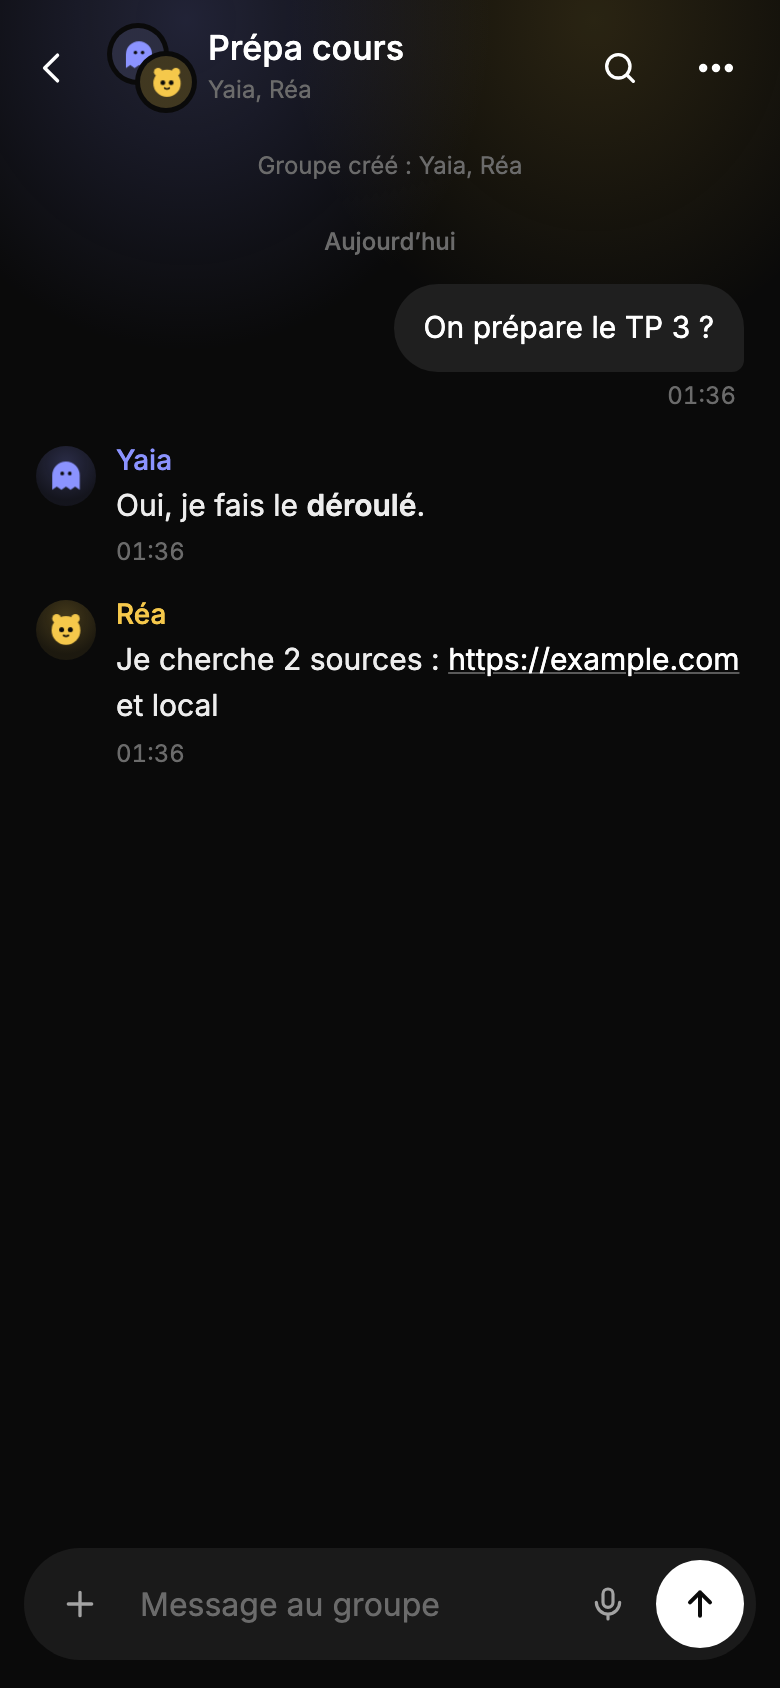 Prépa cours
Yaia, Réa
Groupe créé : Yaia, Réa
Aujourd’hui
On prépare le TP 3 ?
01:36
Yaia
Oui, je fais le déroulé.
01:36
Réa
Je cherche 2 sources : https://example.com
et local
01:36
Message au groupe